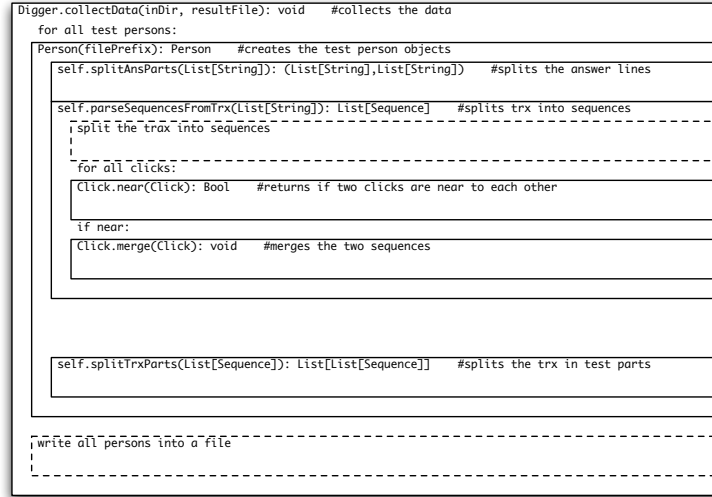 Digger.collectData(inDir, resultFile): void #collects the data
for all test persons:
Person(filePrefix): Person #creates the test person objects
self.splitAnsParts(List[String]): (List[String],List[String]) #splits the answer lines
self.parseSequencesFromTrx(List[String]): List[Sequence] #splits trx into sequences
split the trax into sequences
for all clicks:
Click.near(Click): Bool #returns if two clicks are near to each other
if near:
Click.merge(Click): void #merges the two sequences
self.splitTrxParts(List[Sequence]): List[List[Sequence]] #splits the trx in test parts
write all persons into a file